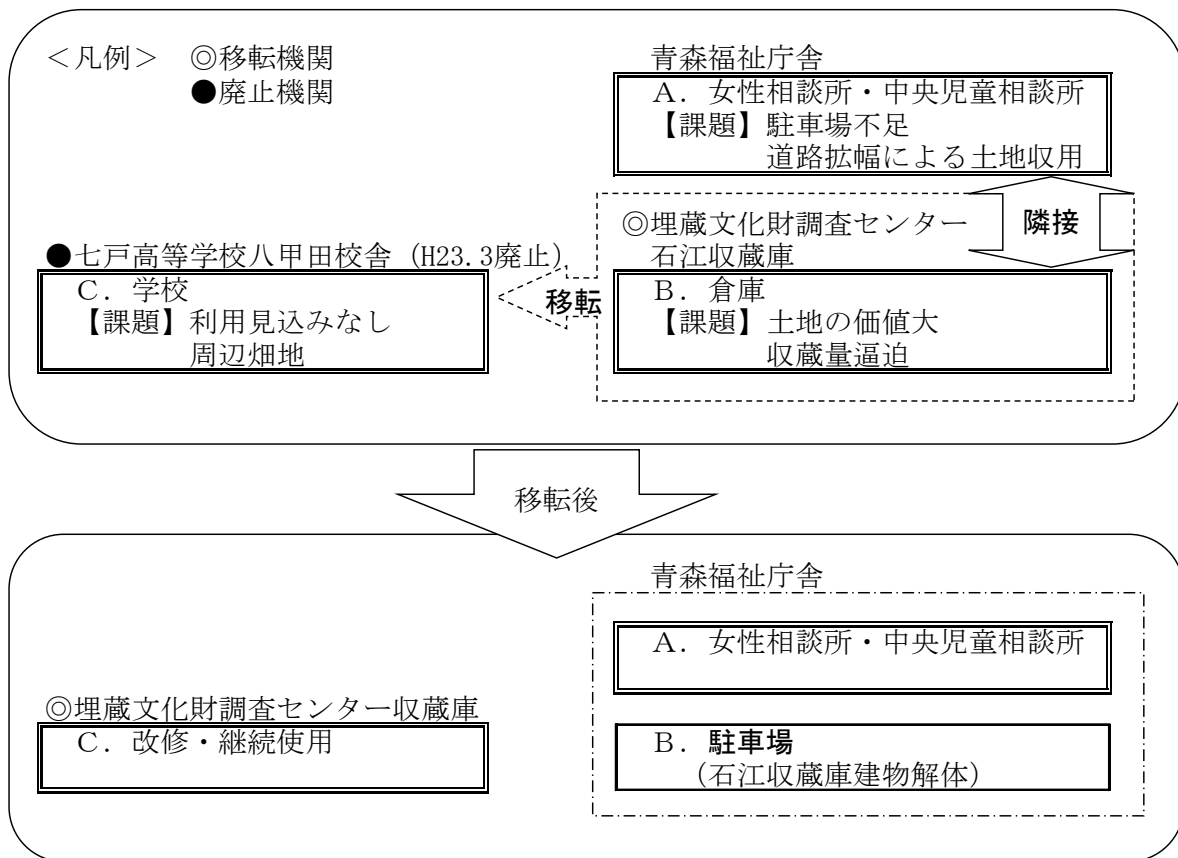 ＜凡例＞ ◎移転機関
●廃止機関
青森福祉庁舎
Ａ．女性相談所・中央児童相談所
【課題】駐車場不足
道路拡幅による土地収用
隣接
◎埋蔵文化財調査センター
石江収蔵庫
Ｂ．倉庫
【課題】土地の価値大
収蔵量逼迫
移転
●七戸高等学校八甲田校舎（H23.3廃止）
Ｃ．学校
【課題】利用見込みなし
周辺畑地
移転後
青森福祉庁舎
Ａ．女性相談所・中央児童相談所
◎埋蔵文化財調査センター収蔵庫
Ｃ．改修・継続使用
Ｂ．駐車場
（石江収蔵庫建物解体）